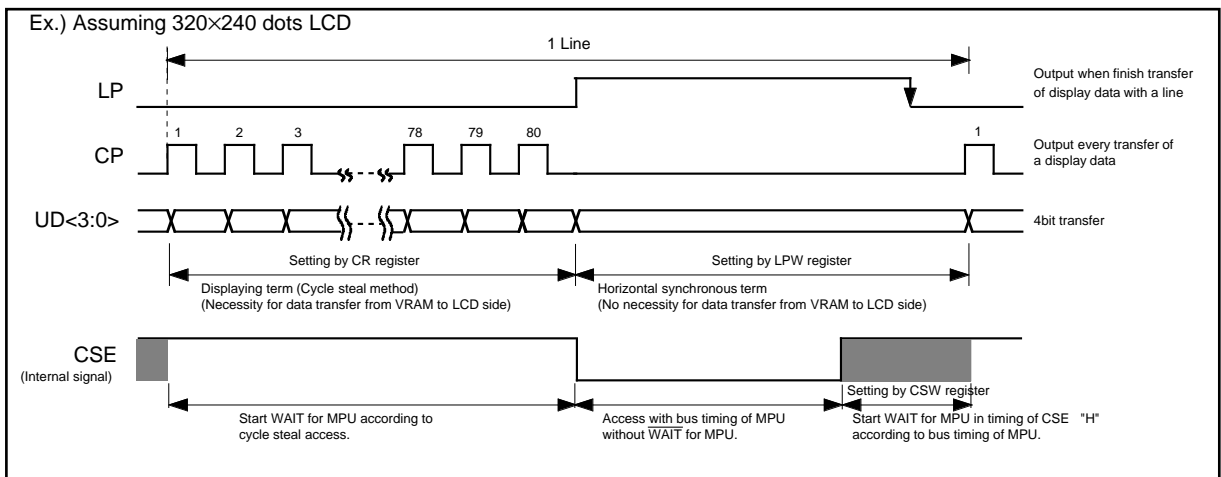 Ex.) Assuming 320×240 dots LCD
1 Line
LP
Output when finish transfer
of display data with a line
1 2 3 78 79 80 1
CP
Output every transfer of
a display data
UD<3:0>
4bit transfer
Setting by CR register
Setting by LPW register
Displaying term (Cycle steal method)
(Necessity for data transfer from VRAM to LCD side)
Horizontal synchronous term
(No necessity for data transfer from VRAM to LCD side)
CSE
(Internal signal)
Setting by CSW register
Start WAIT for MPU according to
cycle steal access.
Access with bus timing of MPU
without WAIT for MPU.
Start WAIT for MPU in timing of CSE "H"
according to bus timing of MPU.